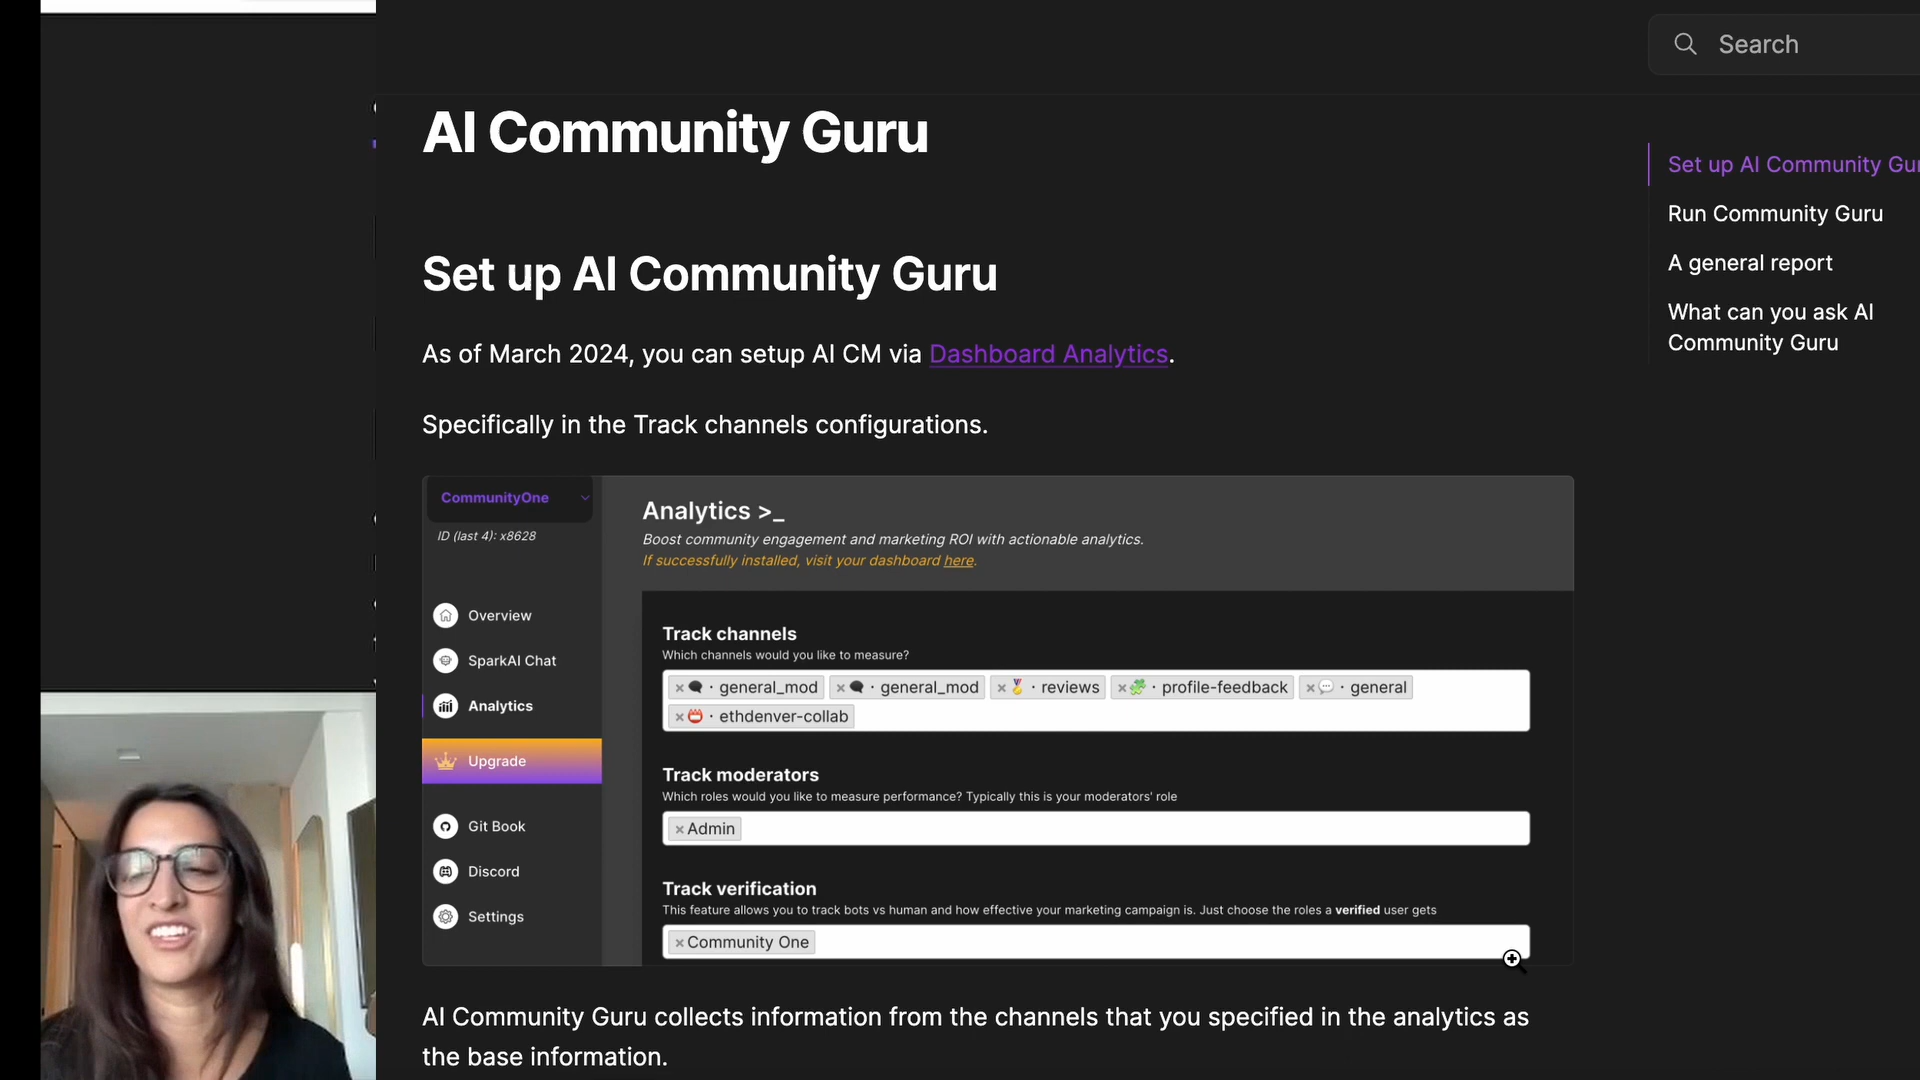 Search
AI Community Guru
Set up AI Community Gu
Run Community Guru
A general report
What can you ask AI
Community Guru
Set up AI Community Guru
As of March 2024, you can setup AI CM via Dashboard Analytics.
Specifically in the Track channels configurations.
CommunityOne
ID (last 4): x8628
Overview
SparkAI Chat
Analytics
Upgrade
Git Book
Discord
Settings
Analytics >_
Boost community engagement and marketing ROI with actionable analytics.
If successfully installed, visit your dashboard here.
Track channels
Which channels would you like to measure?
× · general_mod × · general_mod × · reviews × · profile-feedback × · general
× · ethdenver-collab
Track moderators
Which roles would you like to measure performance? Typically this is your moderators' role
× Admin
Track verification
This feature allows you to track bots vs human and how effective your marketing campaign is. Just choose the roles a verified user gets
× Community One
AI Community Guru collects information from the channels that you specified in the analytics as
the base information.